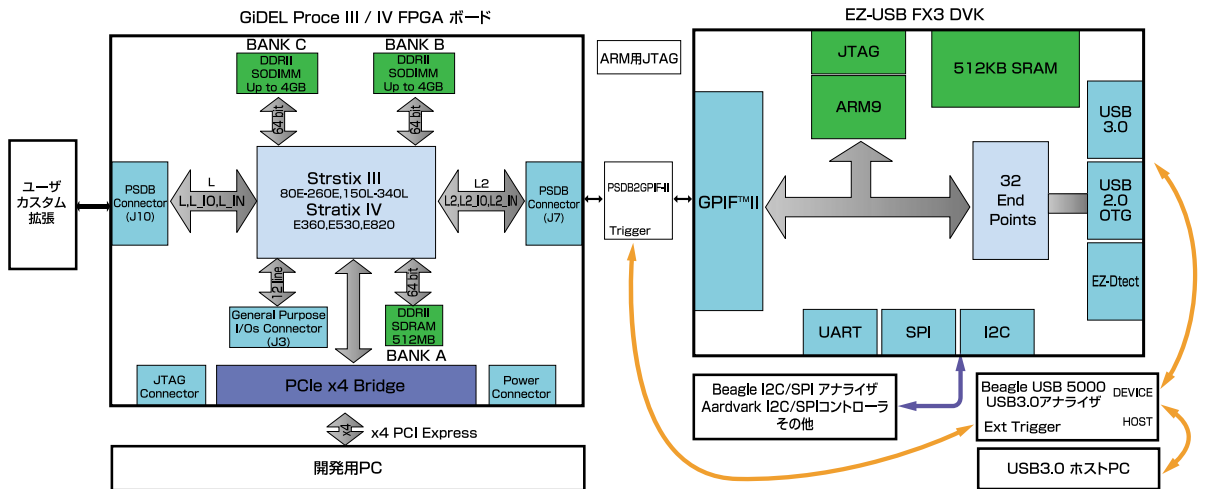 GiDEL Proce III / IV FPGA ボード
BANK C
DDRII
SODIMM
Up to 4GB
64 bit
BANK B
DDRII
SODIMM
Up to 4GB
64 bit
ユーザ
カスタム
拡張
PSDB
Connector
(J10)
L
L,L_IO,L_IN
Strstix III
80E-260E,150L-340L
Stratix IV
E360,E530,E820
L2
L2,L2_IO,L2_IN
PSDB
Connector
(J7)
12 line
General Purpose
I/Os Connector
(J3)
64 bit
DDRII
SDRAM
512MB
BANK A
JTAG
Connector
PCIe x4 Bridge
Power
Connector
x4
x4 PCI Express
開発用PC
ARM用JTAG
PSDB2GPIF-II
Trigger
EZ-USB FX3 DVK
JTAG
ARM9
512KB SRAM
GPIF™II
32
End
Points
USB
3.0
USB
2.0
OTG
EZ-Dtect
UART
SPI
I2C
Beagle I2C/SPI アナライザ
Aardvark I2C/SPIコントローラ
その他
Beagle USB 5000
USB3.0アナライザ
DEVICE
HOST
Ext Trigger
USB3.0 ホストPC